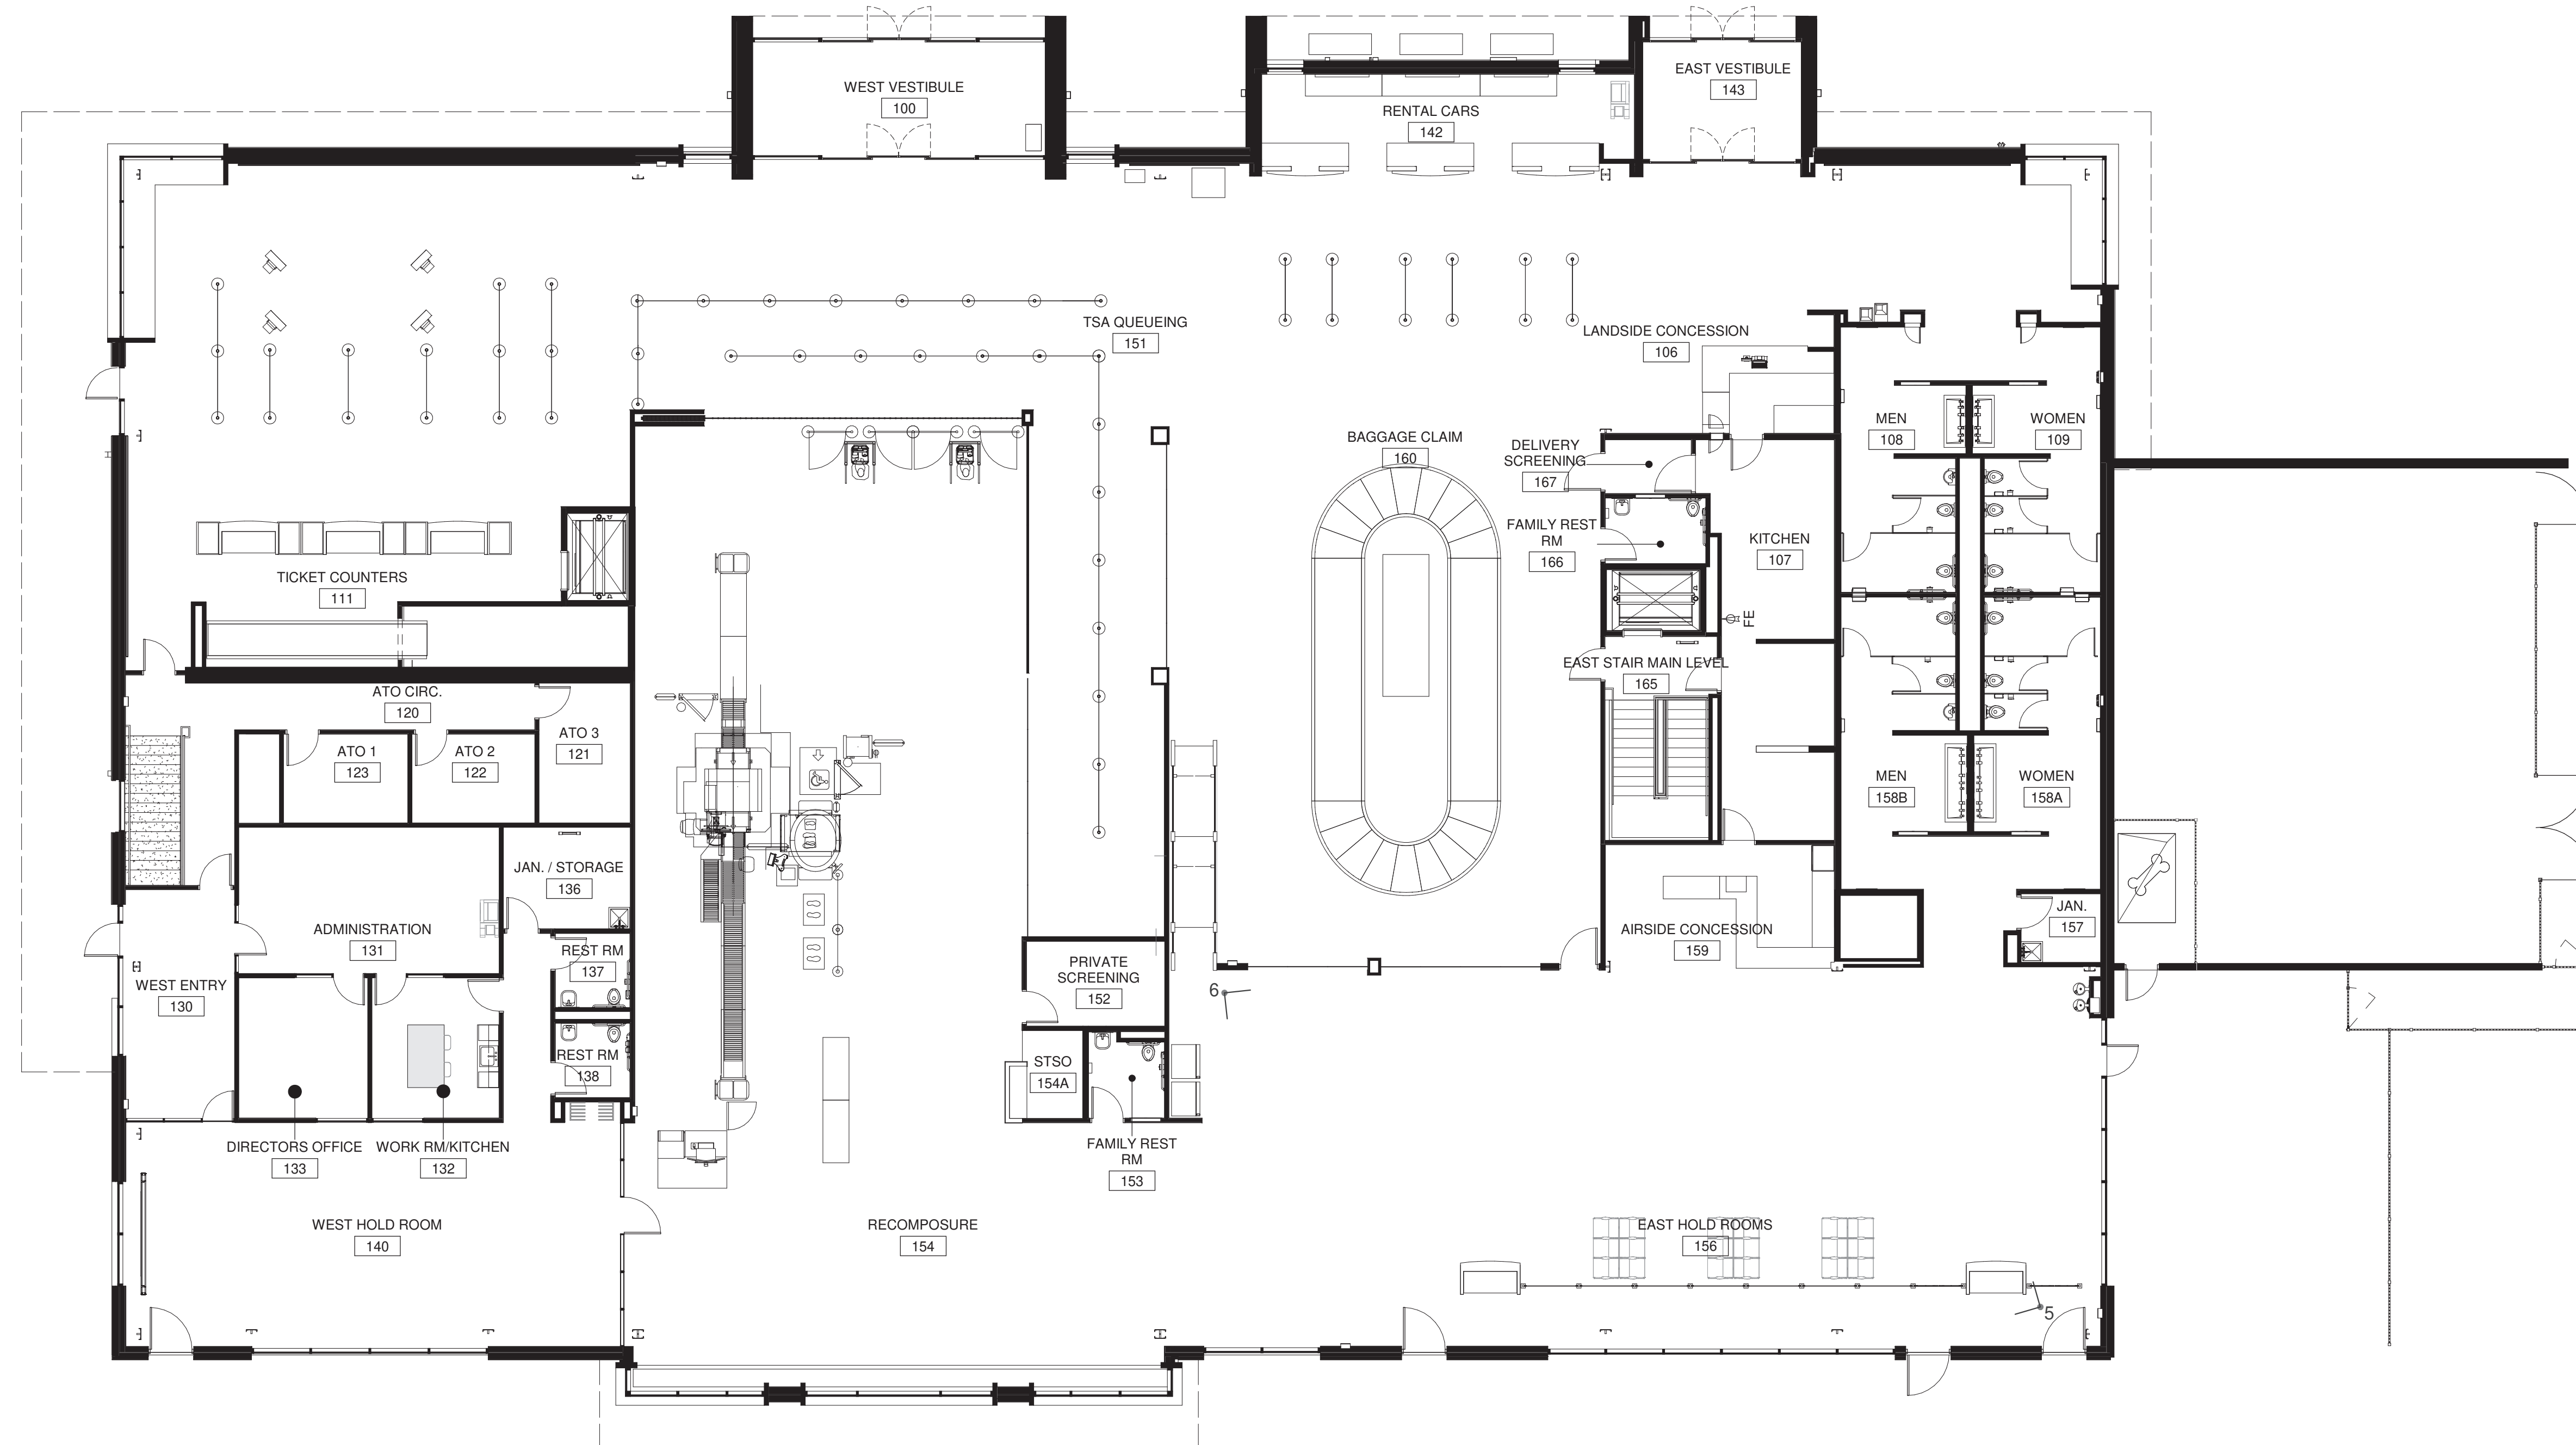 WEST VESTIBULE
100
RENTAL CARS
142
EAST VESTIBULE
143
TSA QUEUEING
151
LANDSIDE CONCESSION
106
MEN
108
WOMEN
109
BAGGAGE CLAIM
160
DELIVERY
SCREENING
167
FAMILY REST
RM
166
KITCHEN
107
FE
TICKET COUNTERS
111
EAST STAIR MAIN LEVEL
165
ATO CIRC.
120
ATO 1
123
ATO 2
122
ATO 3
121
MEN
158B
WOMEN
158A
JAN. / STORAGE
136
ADMINISTRATION
131
REST RM
137
WEST ENTRY
130
PRIVATE
SCREENING
152
AIRSIDE CONCESSION
159
JAN.
157
6
REST RM
138
STSO
154A
DIRECTORS OFFICE
133
WORK RM/KITCHEN
132
FAMILY REST
RM
153
WEST HOLD ROOM
140
RECOMPOSURE
154
EAST HOLD ROOMS
156
5